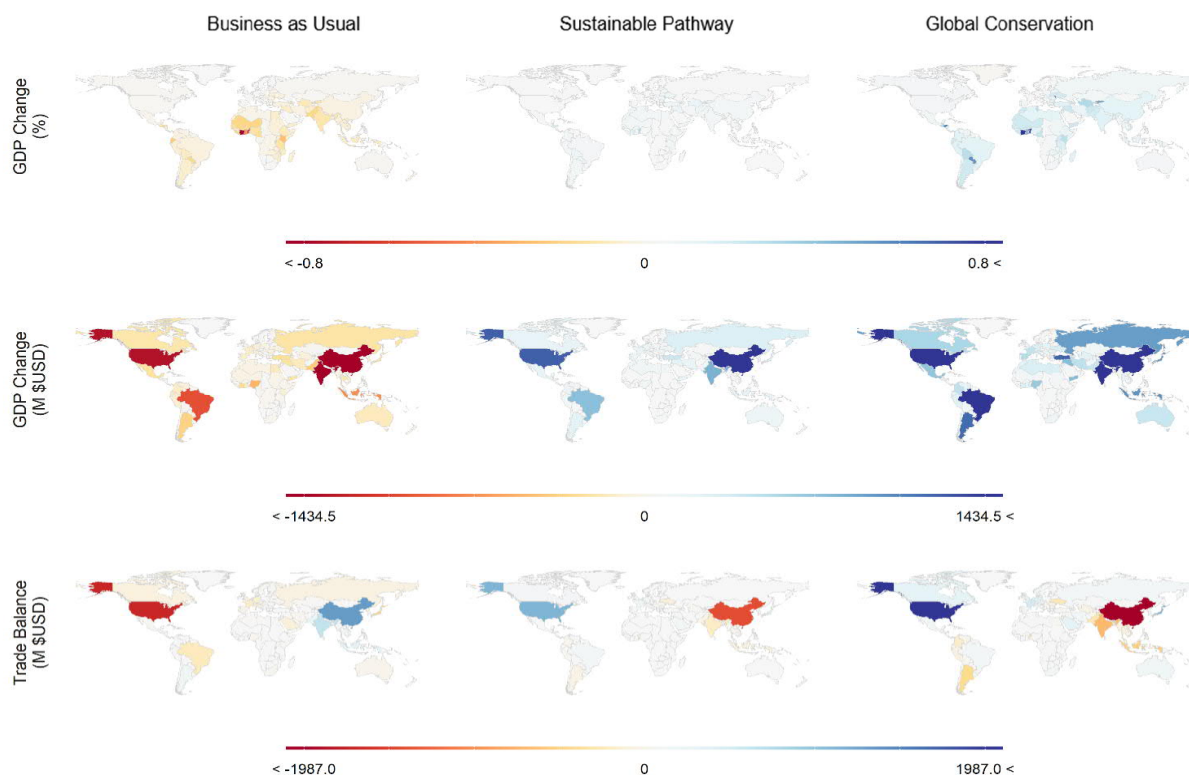 Business as Usual
Sustainable Pathway
Global Conservation
GDP Change
(%)
< -0.8
0
0.8 <
GDP Change
(M $USD)
< -1434.5
0
1434.5 <
Trade Balance
(M $USD)
< -1987.0
0
1987.0 <